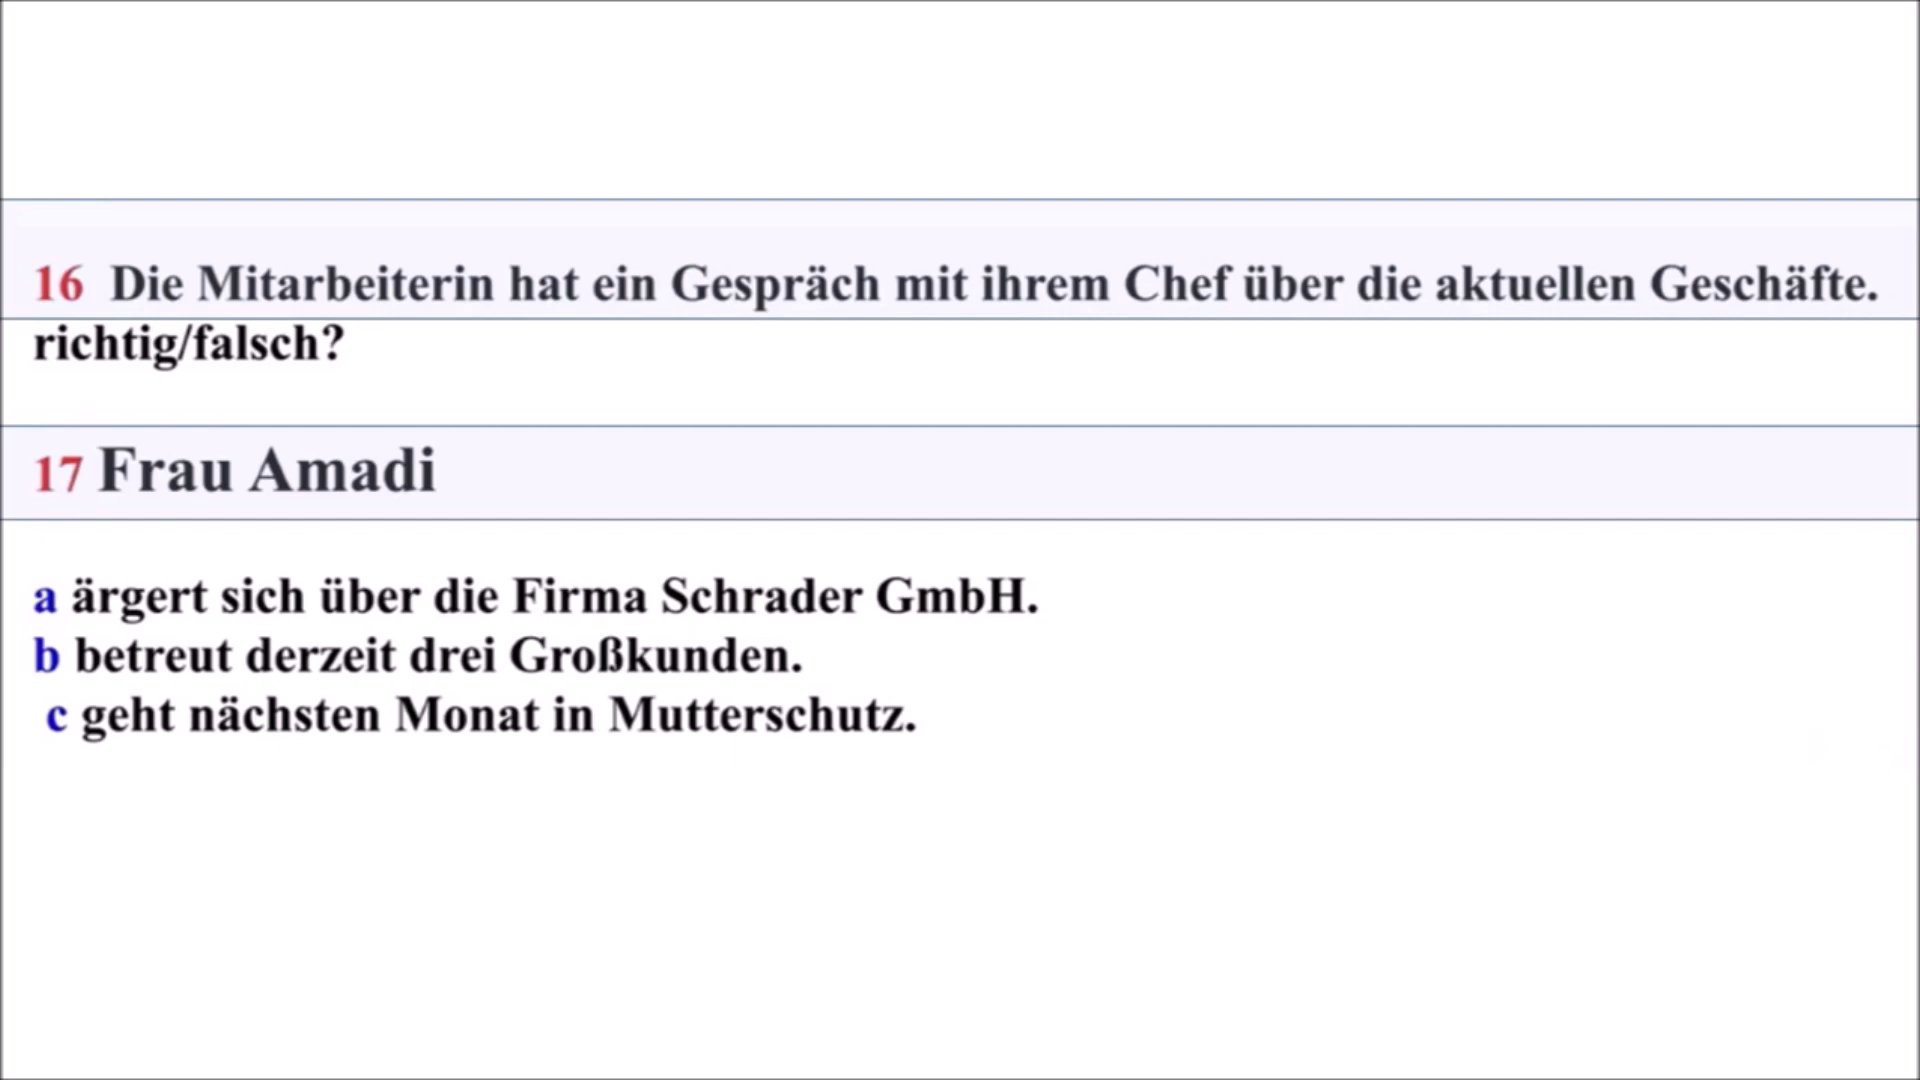 16 Die Mitarbeiterin hat ein Gespräch mit ihrem Chef über die aktuellen Geschäfte.
richtig/falsch?
17 Frau Amadi
a ärgert sich über die Firma Schrader GmbH.
b betreut derzeit drei Großkunden.
c geht nächsten Monat in Mutterschutz.